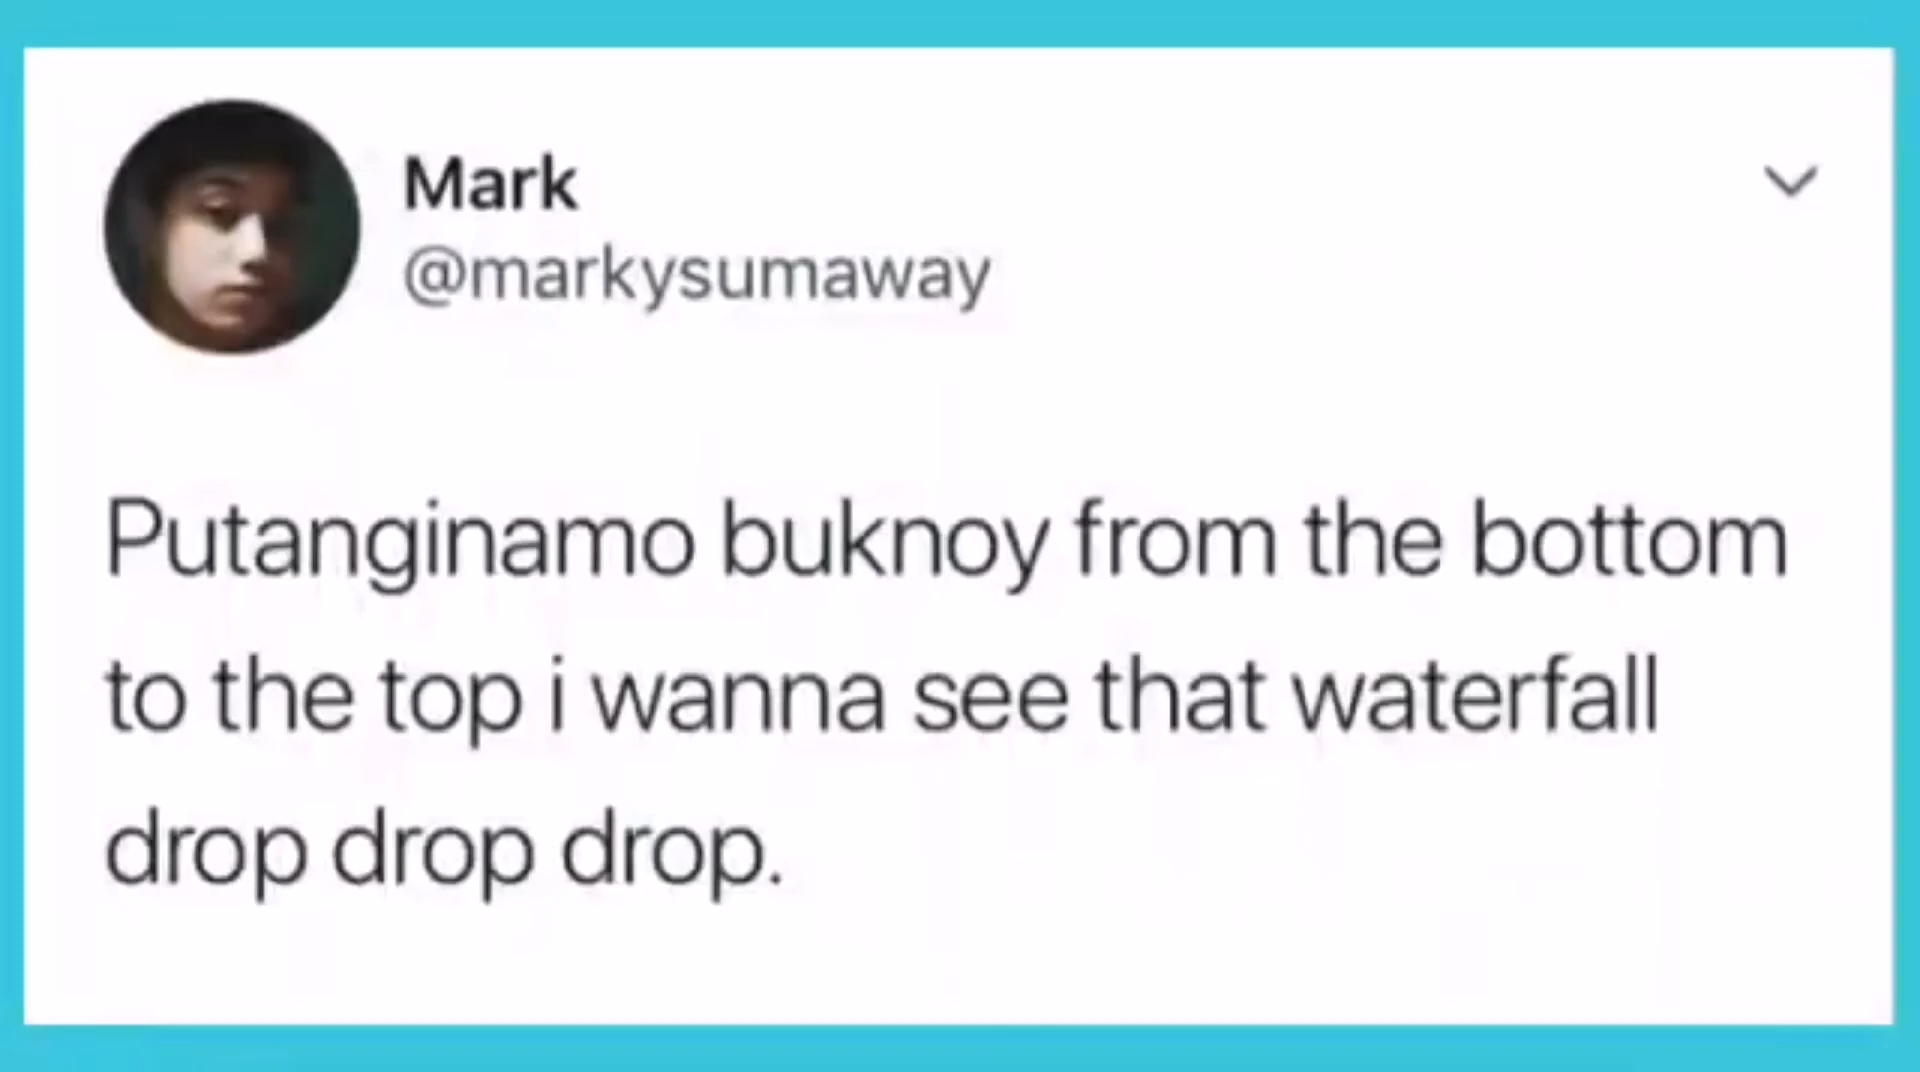 Mark
@markysumaway
Putanginamo buknoy from the bottom
to the top i wanna see that waterfall
drop drop drop.